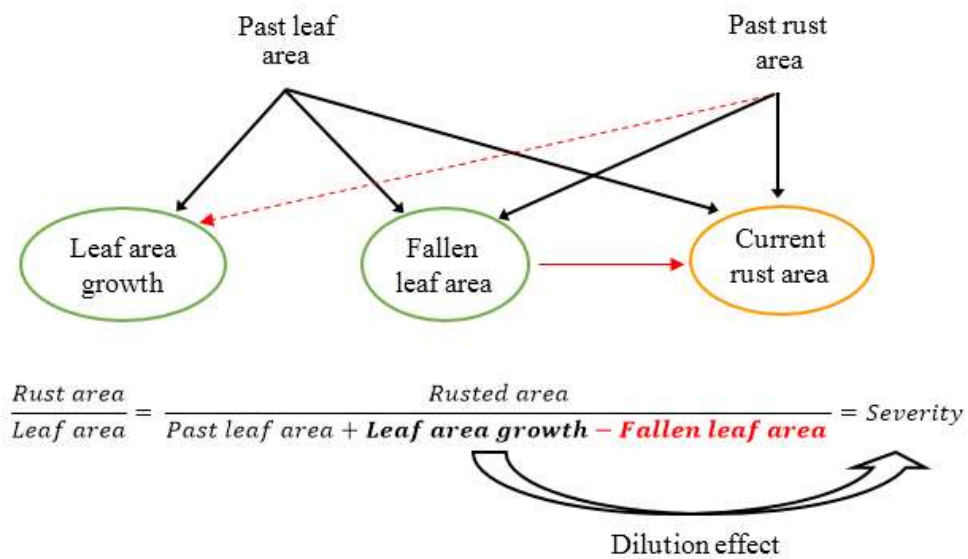 Past leaf
area
Past rust
area
Leaf area
growth
Fallen
leaf area
Current
rust area
Rust area
Leaf area
=
Rusted area
Past leaf area + Leaf area growth − Fallen leaf area
= Severity
Dilution effect